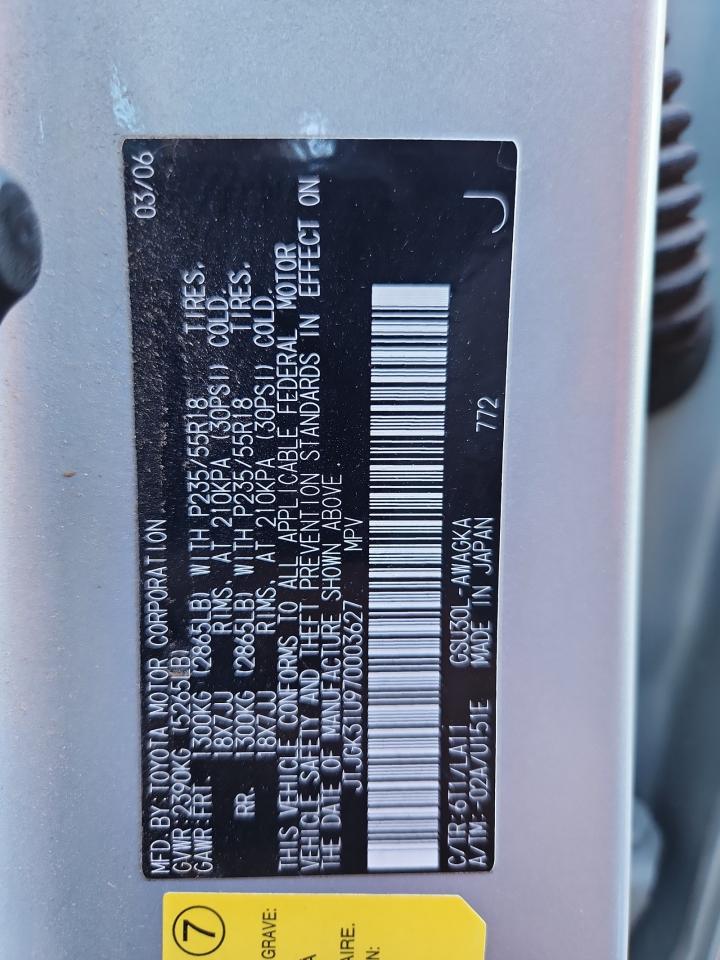 MFD. BY: TOYOTA MOTOR CORPORATION 03/06
GVWR: 2390KG (5265LB)
GAWR: FRT. 1300KG (2865LB) WITH P235/55R18 TIRES,
18X7JJ RIMS, AT 210KPA (30PSI) COLD.
RR. 1300KG (2865LB) WITH P235/55R18 TIRES,
18X7JJ RIMS, AT 210KPA (30PSI) COLD.
THIS VEHICLE CONFORMS TO ALL APPLICABLE FEDERAL MOTOR
VEHICLE SAFETY AND THEFT PREVENTION STANDARDS IN EFFECT ON
THE DATE OF MANUFACTURE SHOWN ABOVE.
JTJGK31U970003627 MPV
C/TR: 611/LA11 GSU30L-AWAGKA 772 J
A/TM: -02A/U151E MADE IN JAPAN
7
GRAVE:
AIRE.